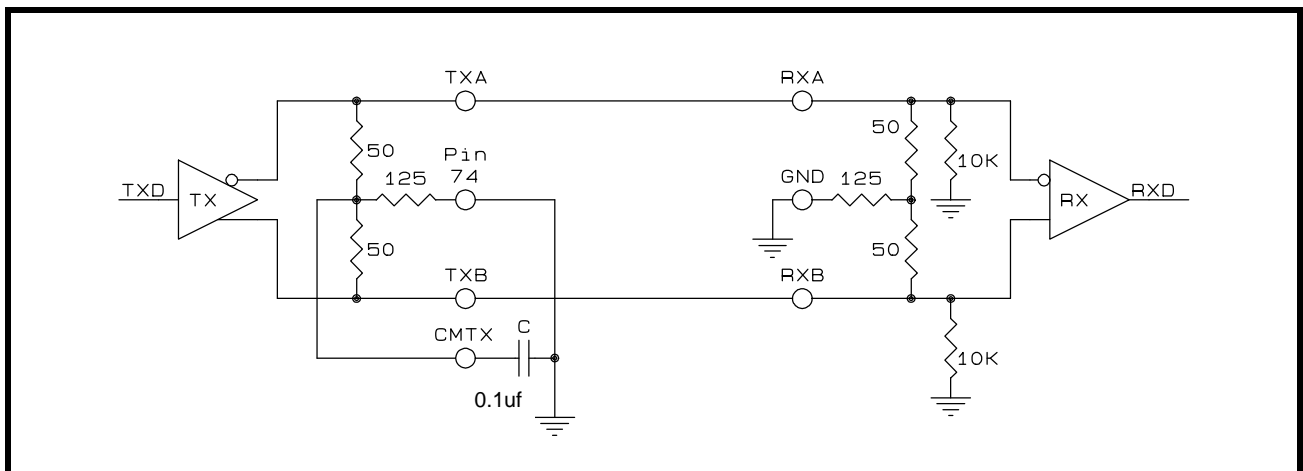 TXA
RXA
50
Pin
74
125
TXD
TX
50
TXB
CMTX
C
0.1uf
50
10K
GND
125
RX
RXD
50
RXB
10K